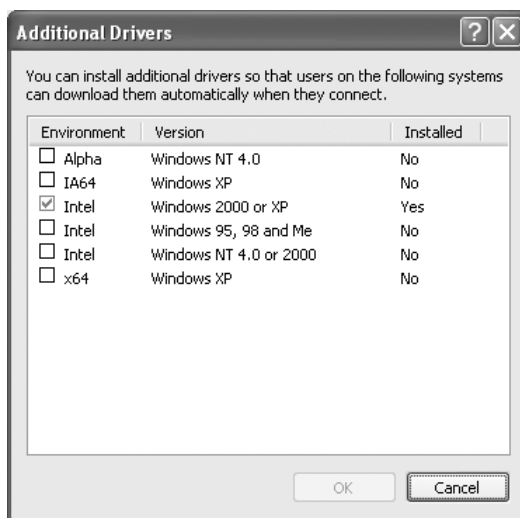 Additional Drivers
You can install additional drivers so that users on the following systems
can download them automatically when they connect.
Environment Version Installed
Alpha Windows NT 4.0 No
IA64 Windows XP No
Intel Windows 2000 or XP Yes
Intel Windows 95, 98 and Me No
Intel Windows NT 4.0 or 2000 No
x64 Windows XP No
OK Cancel